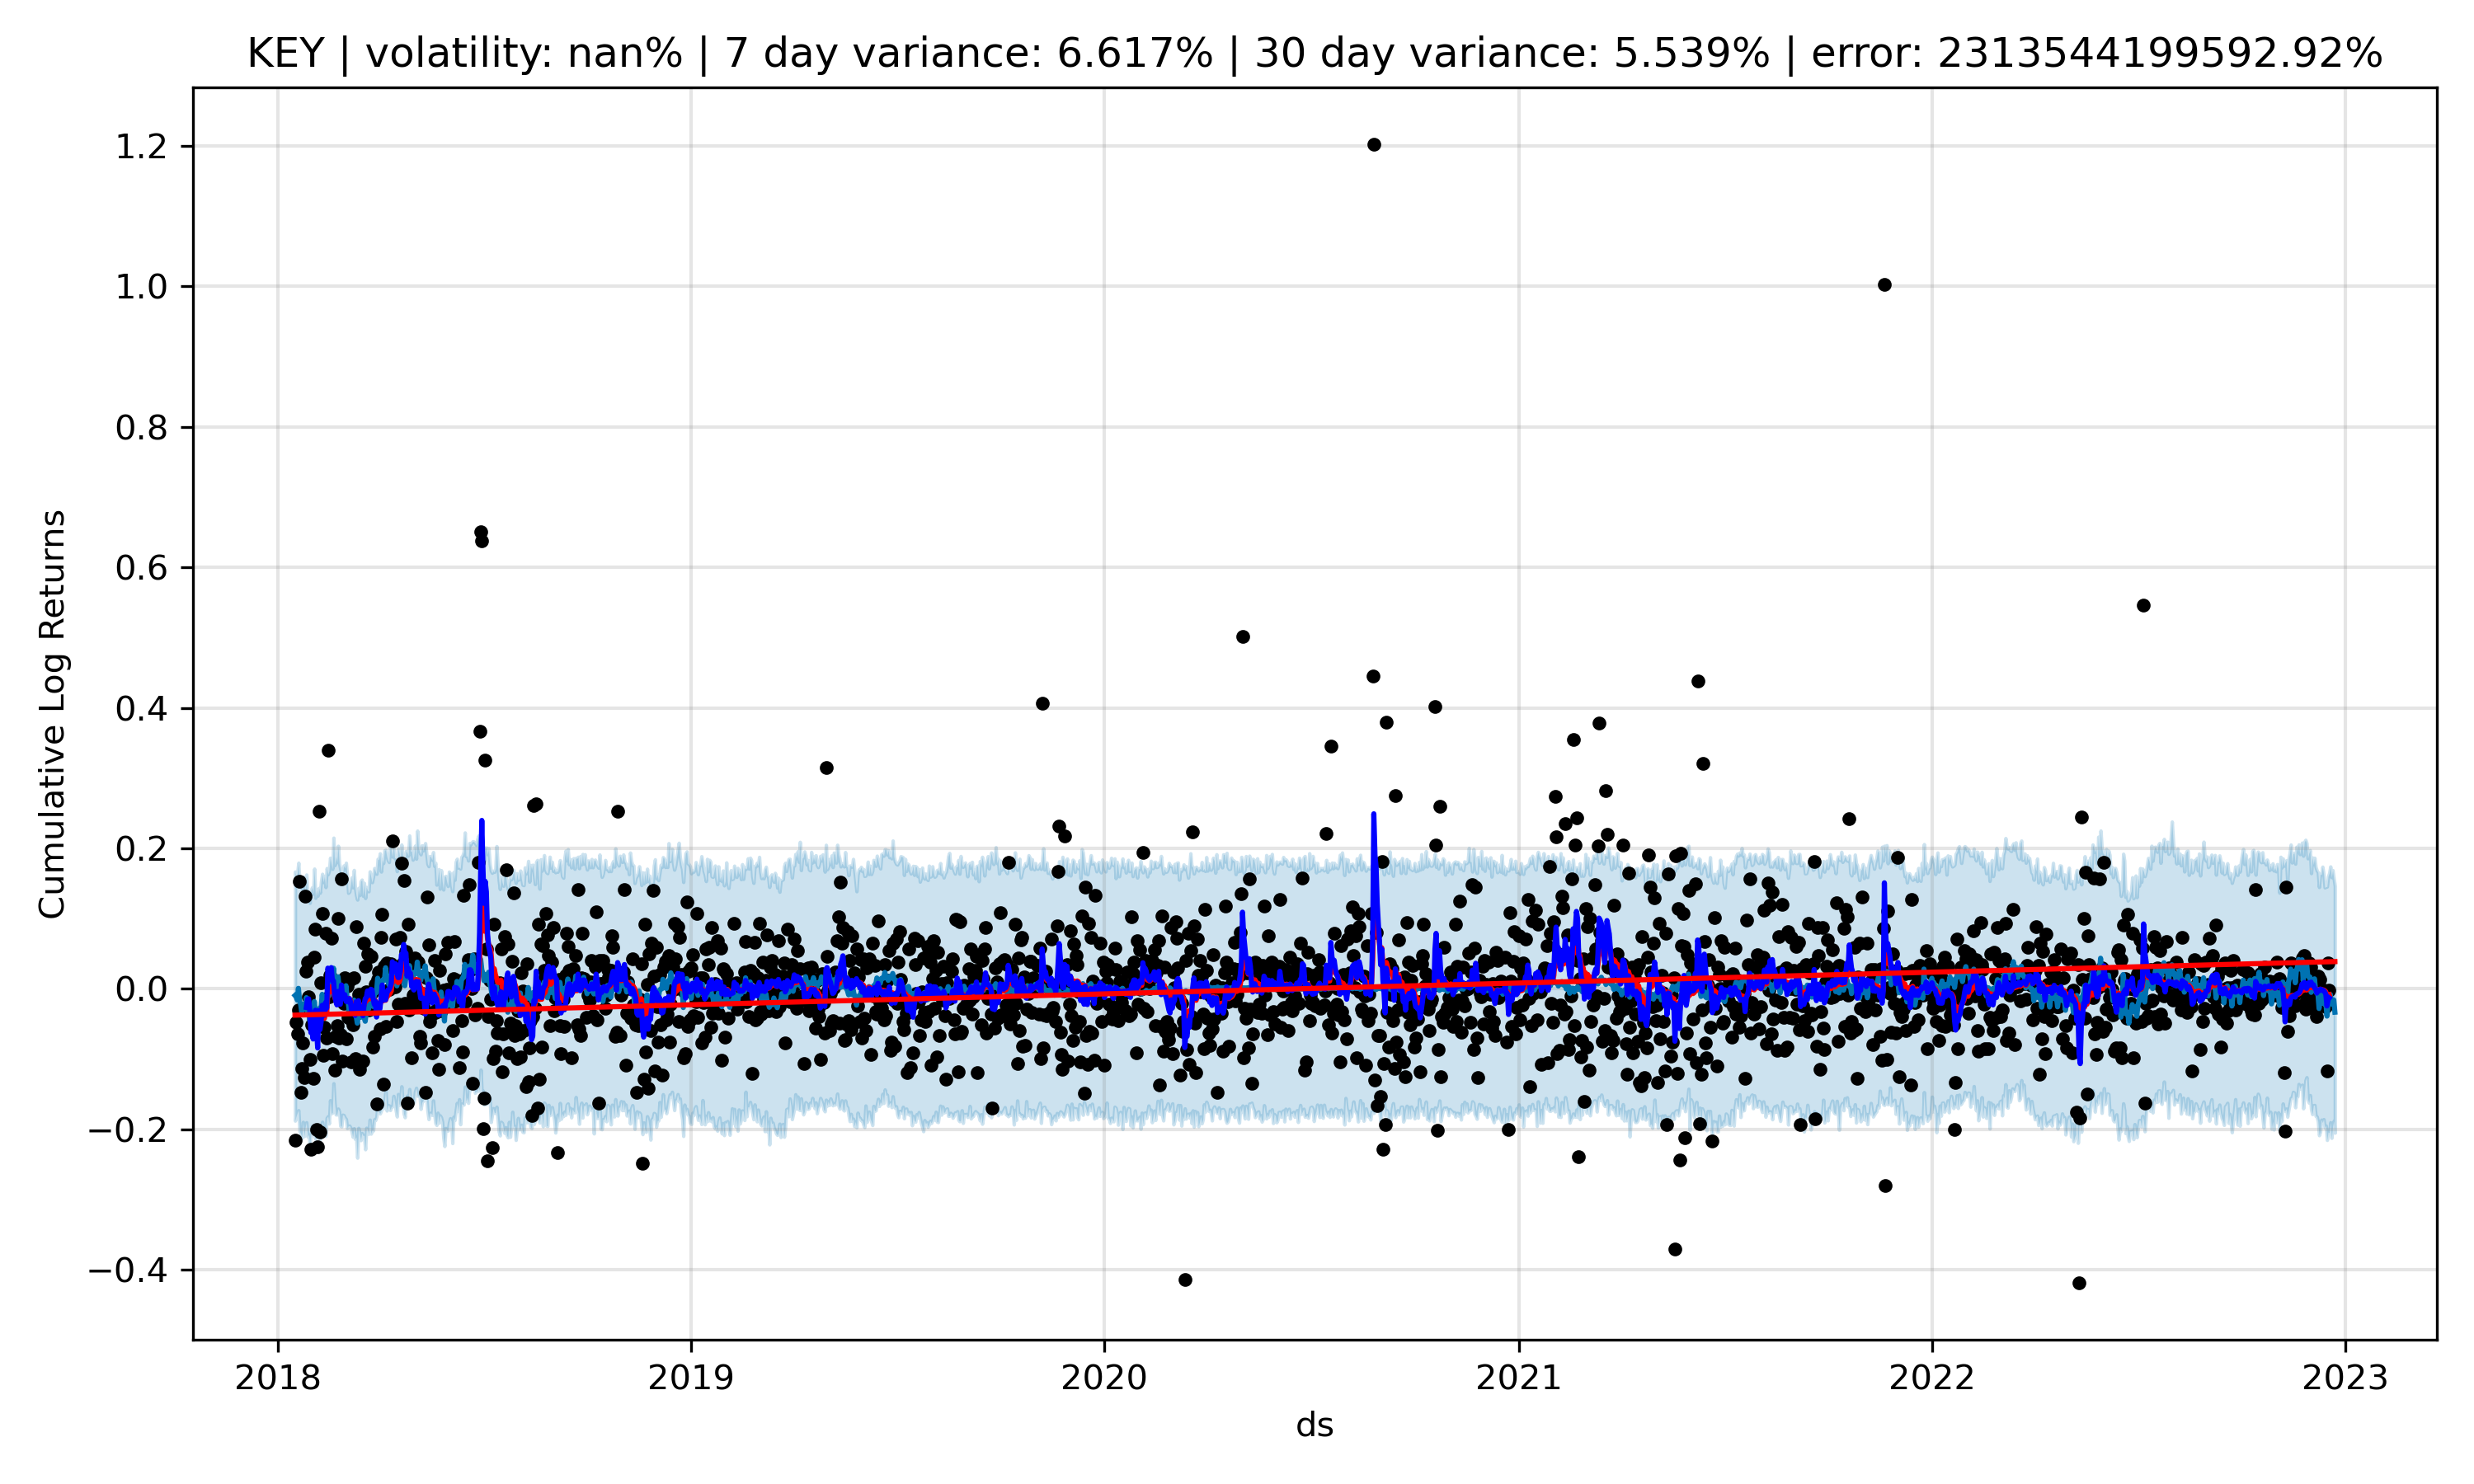 KEY | volatility: nan% | 7 day variance: 6.617% | 30 day variance: 5.539% | error: 2313544199592.92%
1.2
1.0
0.8
0.6
0.4
0.2
0.0
−0.2
−0.4
Cumulative Log Returns
2018 2019 2020 2021 2022 2023
ds